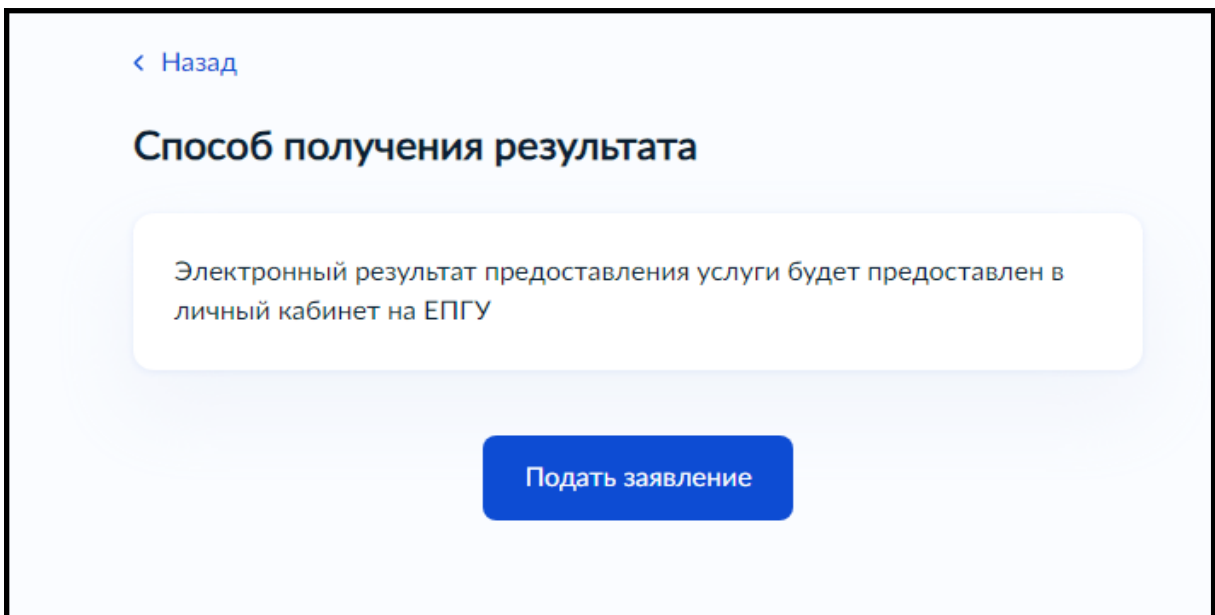 Назад
Способ получения результата
Электронный результат предоставления услуги будет предоставлен в
личный кабинет на ЕПГУ
Подать заявление